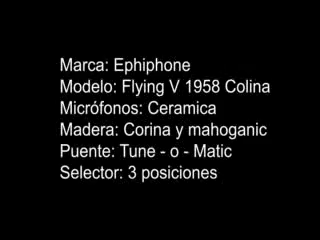 Marca: Ephiphone
Modelo: Flying V 1958 Colina
Micrófonos: Ceramica
Madera: Corina y mahoganic
Puente: Tune - o - Matic
Selector: 3 posiciones